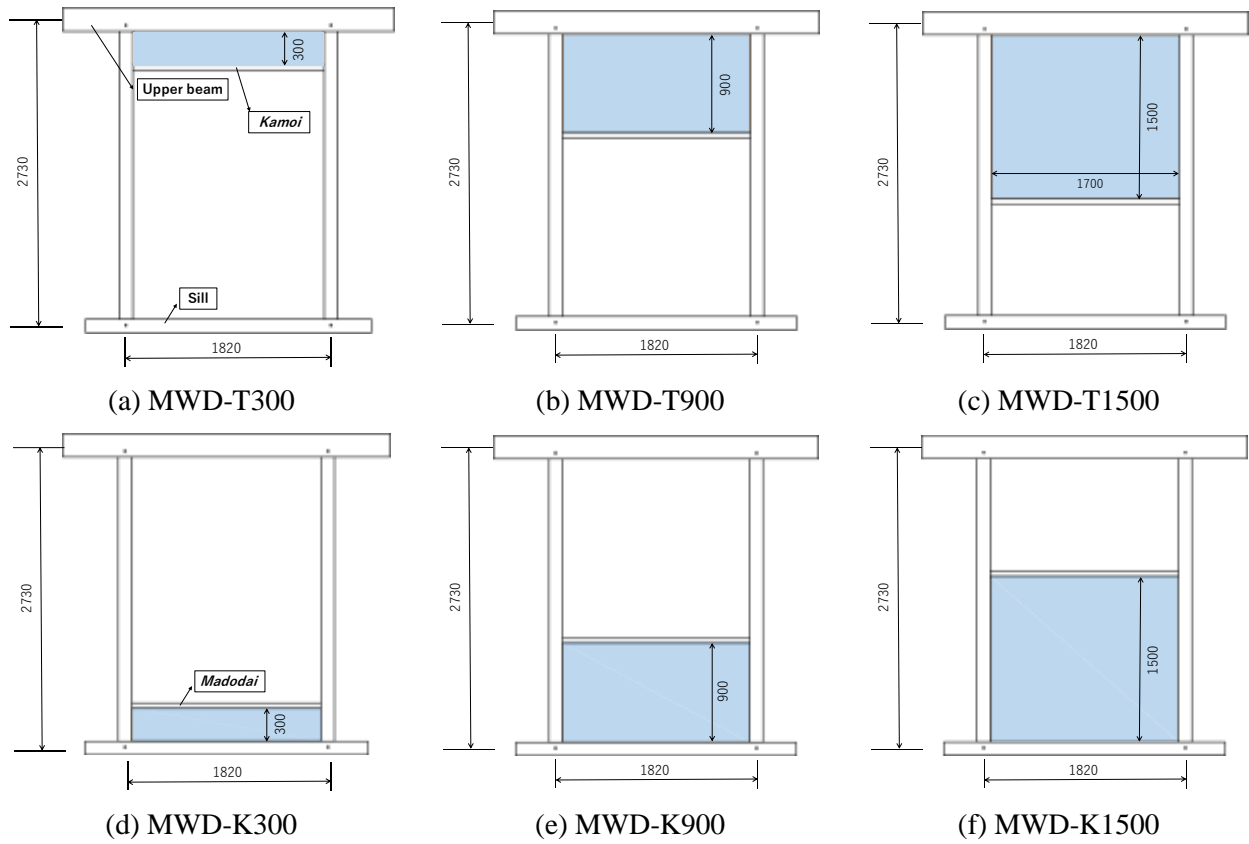 300
Upper beam
Kamoi
2730
Sill
1820
(a) MWD-T300
900
2730
1820
(b) MWD-T900
1500
1700
2730
1820
(c) MWD-T1500
2730
Madodai
300
1820
(d) MWD-K300
2730
900
1820
(e) MWD-K900
2730
1500
1820
(f) MWD-K1500